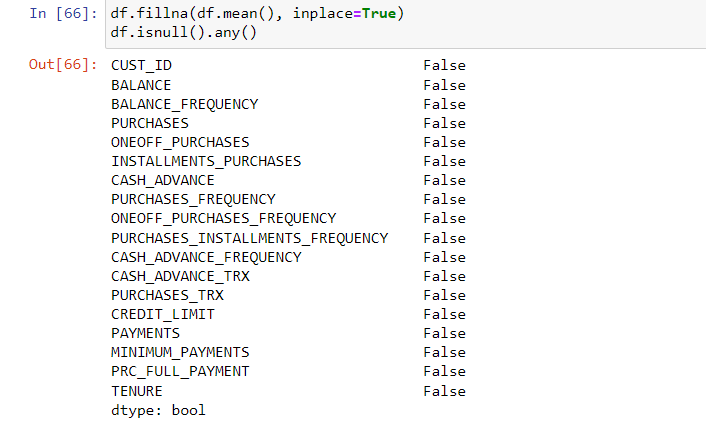 In [66]: df.fillna(df.mean(), inplace=True)
df.isnull().any()
Out[66]: CUST_ID False
BALANCE False
BALANCE_FREQUENCY False
PURCHASES False
ONEOFF_PURCHASES False
INSTALLMENTS_PURCHASES False
CASH_ADVANCE False
PURCHASES_FREQUENCY False
ONEOFF_PURCHASES_FREQUENCY False
PURCHASES_INSTALLMENTS_FREQUENCY False
CASH_ADVANCE_FREQUENCY False
CASH_ADVANCE_TRX False
PURCHASES_TRX False
CREDIT_LIMIT False
PAYMENTS False
MINIMUM_PAYMENTS False
PRC_FULL_PAYMENT False
TENURE False
dtype: bool